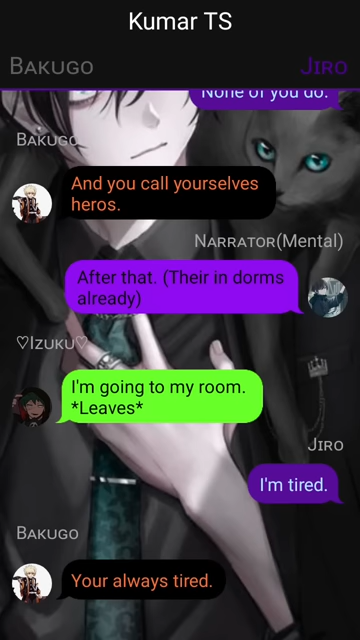 Kumar TS
Bakugo Jiro
None of you do.
Bakugo
And you call yourselves
heros.
Narrator(Mental)
After that. (Their in dorms
already)
♡Izuku♡
I'm going to my room.
*Leaves*
Jiro
I'm tired.
Bakugo
Your always tired.